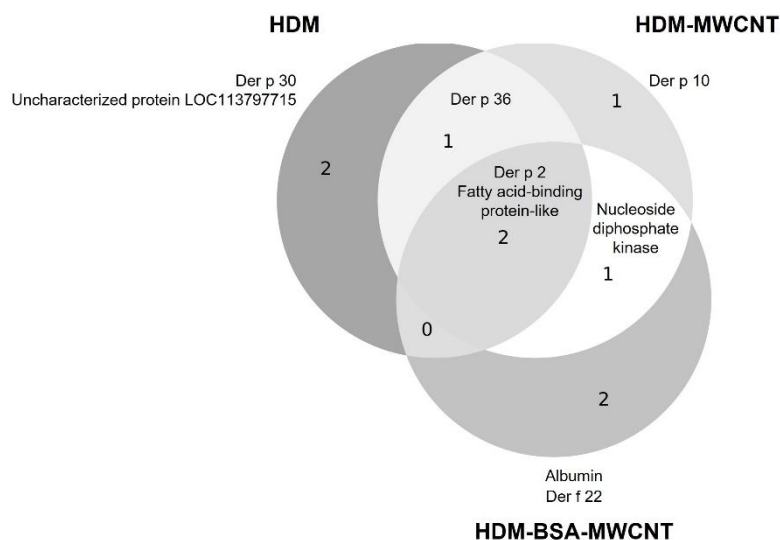 HDM
HDM-MWCNT
Der p 30
Uncharacterized protein LOC113797715
Der p 36
Der p 10
1
1
2
Der p 2
Fatty acid-binding
protein-like
2
Nucleoside
diphosphate
kinase
1
0
2
Albumin
Der f 22
HDM-BSA-MWCNT